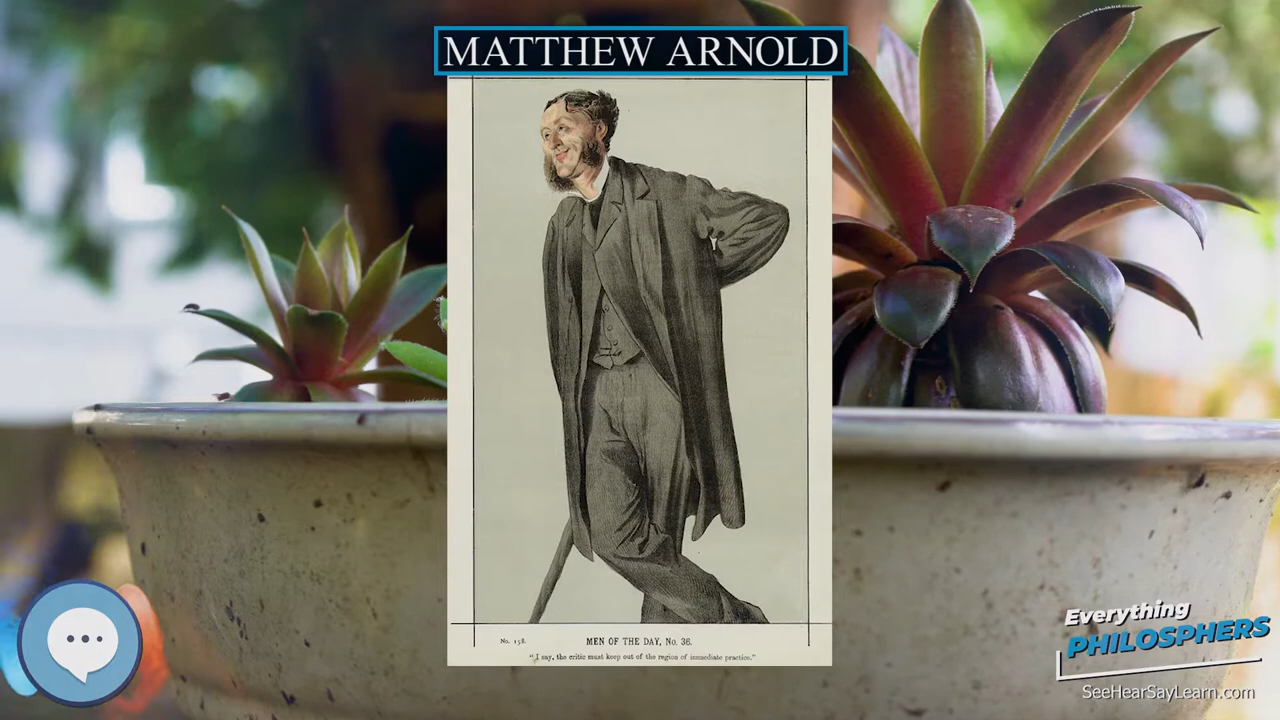 MATTHEW ARNOLD
No. 158.
MEN OF THE DAY, No. 36.
"I say, the critic must keep out of the region of immediate practice."
Everything
PHILOSPHERS
SeeHearSayLearn.com